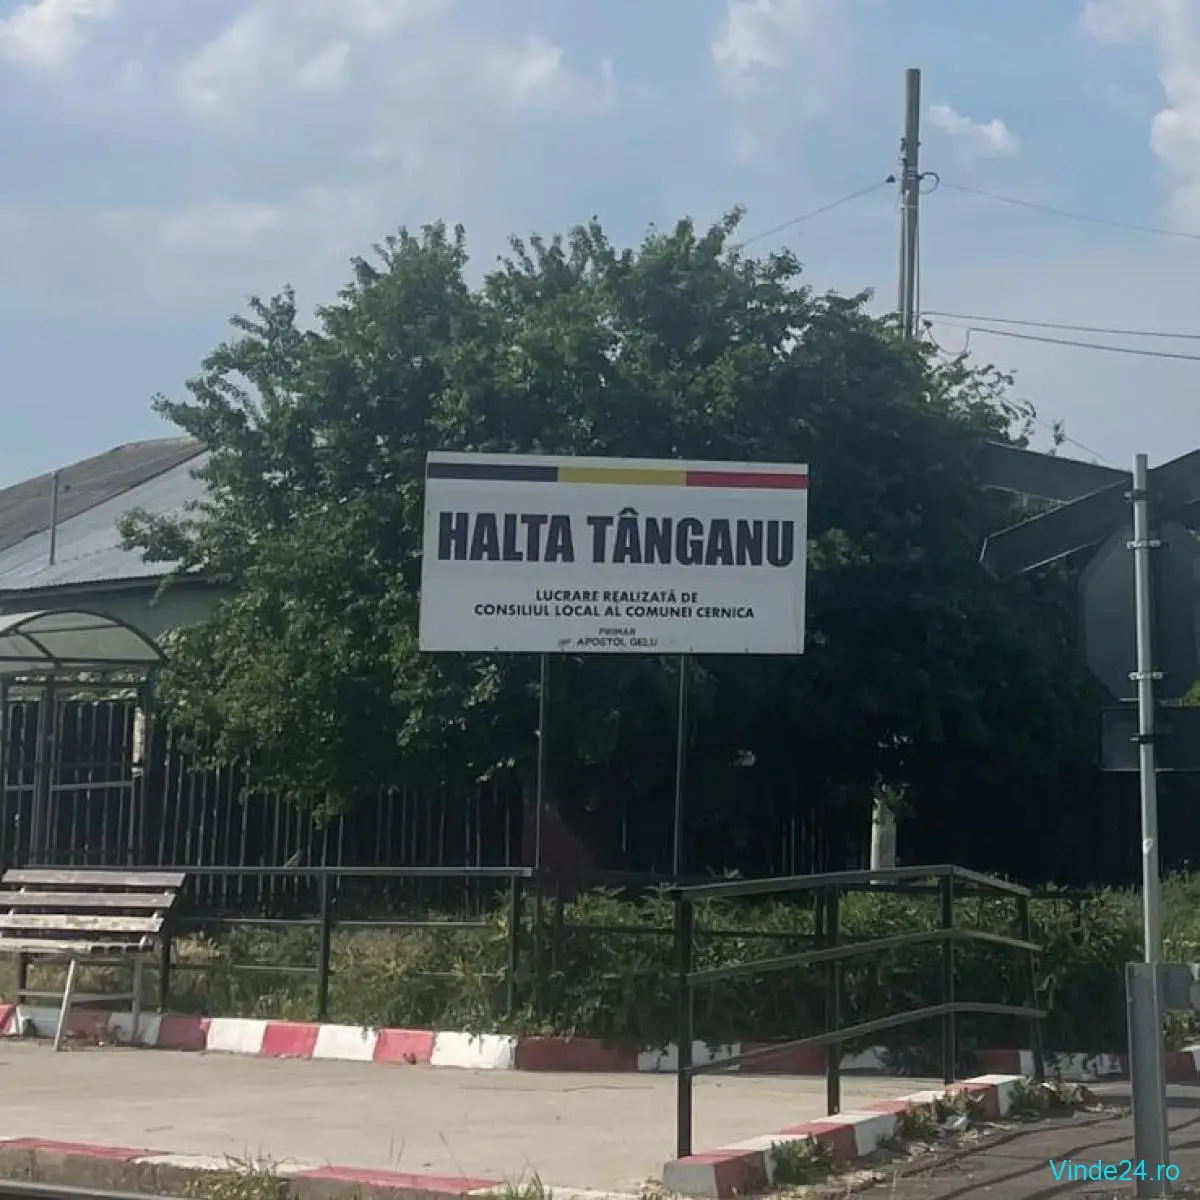 HALTA TÂNGANU
LUCRARE REALIZATĂ DE
CONSILIUL LOCAL AL COMUNEI CERNICA
PRIMAR
APOSTOL GELU
Vinde24.ro